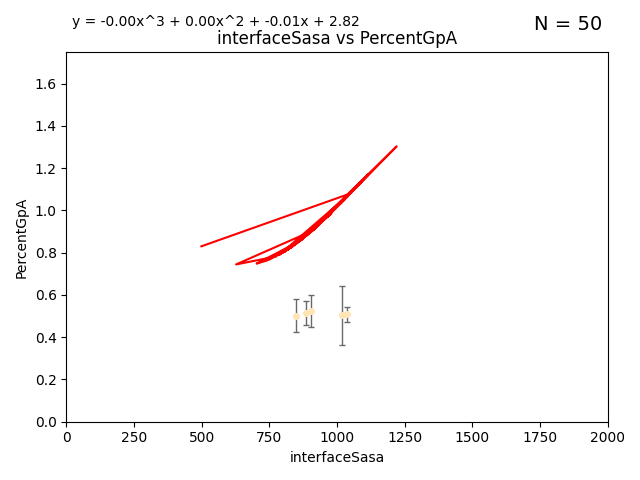 y = -0.00x^3 + 0.00x^2 + -0.01x + 2.82
N = 50
interfaceSasa vs PercentGpA
PercentGpA
1.6
1.4
1.2
1.0
0.8
0.6
0.4
0.2
0.0
0 250 500 750 1000 1250 1500 1750 2000
interfaceSasa